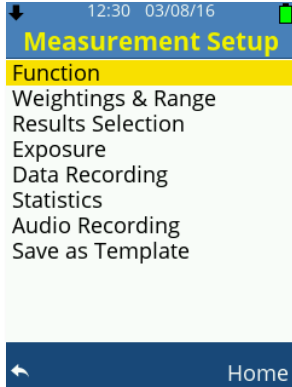 12:30 03/08/16
Measurement Setup
Function
Weightings & Range
Results Selection
Exposure
Data Recording
Statistics
Audio Recording
Save as Template
Home